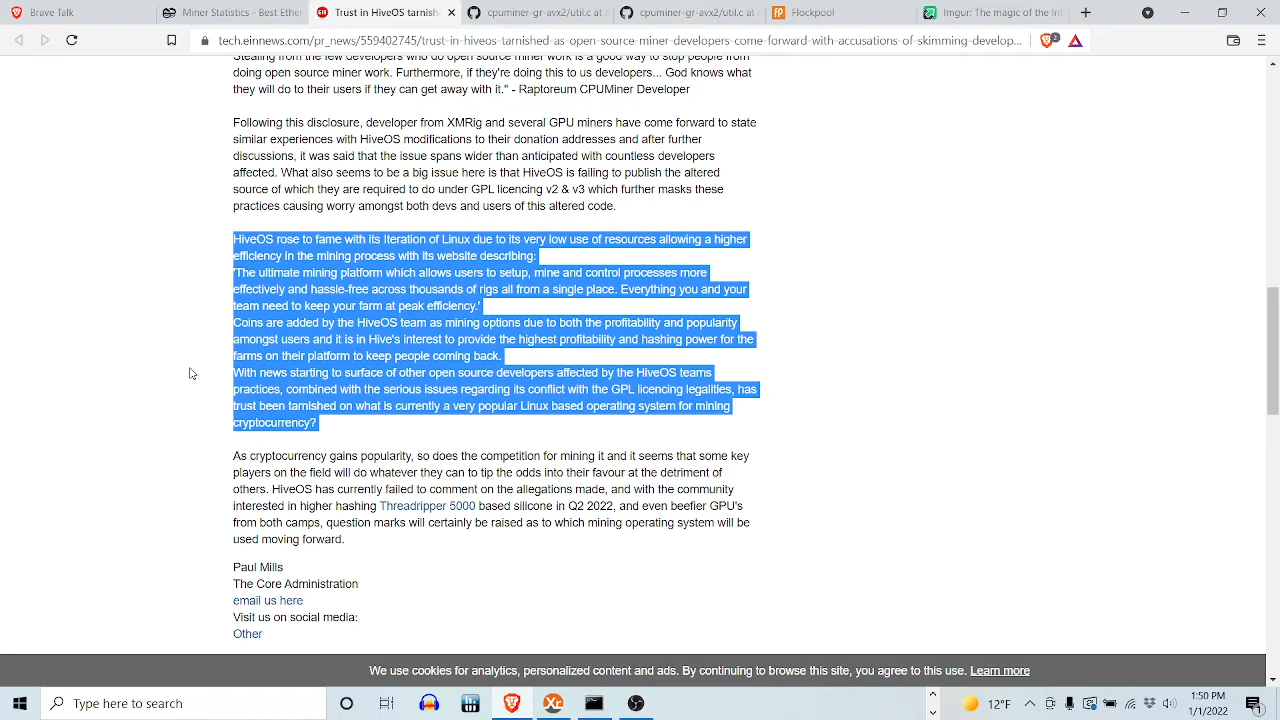 Brave Talk
Miner Statistics - Best Ether
Trust in HiveOS tarnishe
cpuminer-gr-avx2/util.c at
cpuminer-gr-avx2/util.c at
Flockpool
Imgur: The magic of the Int
tech.einnews.com/pr_news/559402745/trust-in-hiveos-tarnished-as-open-source-miner-developers-come-forward-with-accusations-of-skimming-develop...
2
Stealing from the few developers who do open source miner work is a good way to stop people from
doing open source miner work. Furthermore, if they're doing this to us developers... God knows what
they will do to their users if they can get away with it." - Raptoreum CPUMiner Developer
Following this disclosure, developer from XMRig and several GPU miners have come forward to state
similar experiences with HiveOS modifications to their donation addresses and after further
discussions, it was said that the issue spans wider than anticipated with countless developers
affected. What also seems to be a big issue here is that HiveOS is failing to publish the altered
source of which they are required to do under GPL licencing v2 & v3 which further masks these
practices causing worry amongst both devs and users of this altered code.
HiveOS rose to fame with its Iteration of Linux due to its very low use of resources allowing a higher
efficiency in the mining process with its website describing:
'The ultimate mining platform which allows users to setup, mine and control processes more
effectively and hassle-free across thousands of rigs all from a single place. Everything you and your
team need to keep your farm at peak efficiency.'
Coins are added by the HiveOS team as mining options due to both the profitability and popularity
amongst users and it is in Hive's interest to provide the highest profitability and hashing power for the
farms on their platform to keep people coming back.
With news starting to surface of other open source developers affected by the HiveOS teams
practices, combined with the serious issues regarding its conflict with the GPL licencing legalities, has
trust been tarnished on what is currently a very popular Linux based operating system for mining
cryptocurrency?
As cryptocurrency gains popularity, so does the competition for mining it and it seems that some key
players on the field will do whatever they can to tip the odds into their favour at the detriment of
others. HiveOS has currently failed to comment on the allegations made, and with the community
interested in higher hashing Threadripper 5000 based silicone in Q2 2022, and even beefier GPU's
from both camps, question marks will certainly be raised as to which mining operating system will be
used moving forward.
Paul Mills
The Core Administration
email us here
Visit us on social media:
Other
We use cookies for analytics, personalized content and ads. By continuing to browse this site, you agree to this use. Learn more
Type here to search
12°F
1:50 PM
1/1/2022
1